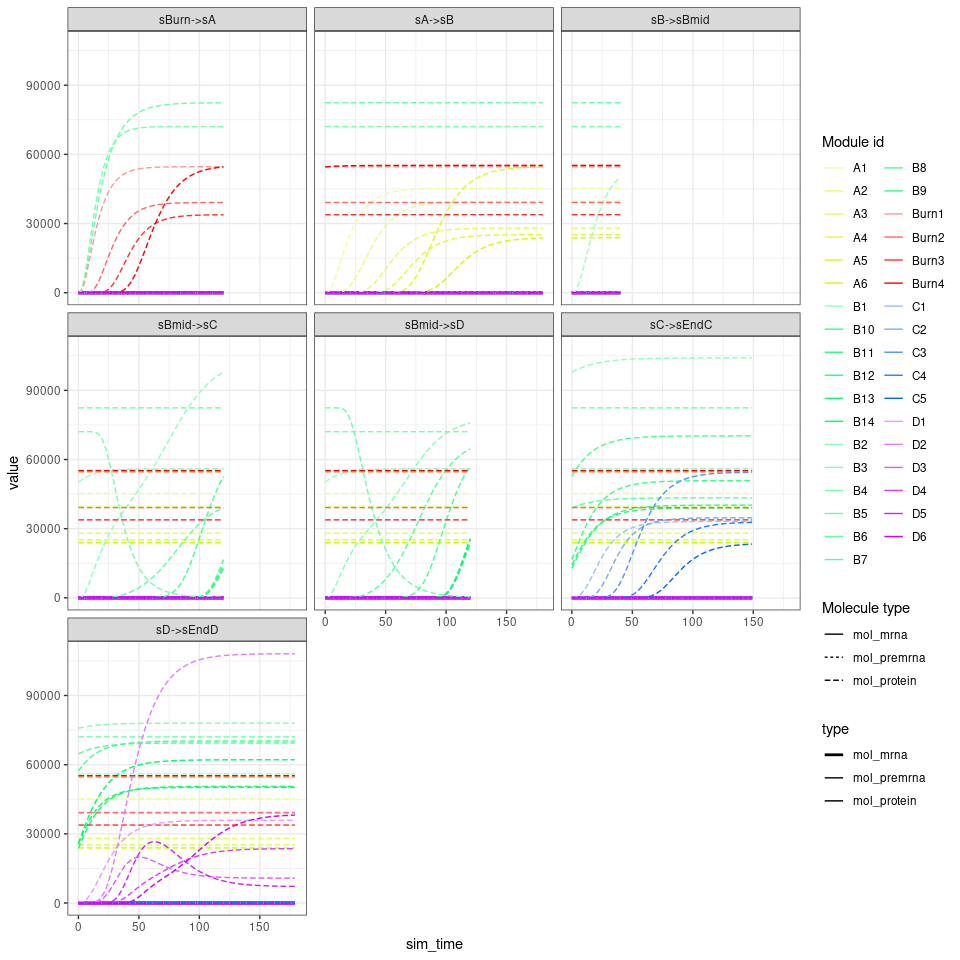 sBurn->sA
sA->sB
sB->sBmid
90000
60000
30000
0
sBmid->sC
sBmid->sD
sC->sEndC
90000
60000
30000
0
0
50
100
150
0
50
100
150
sD->sEndD
90000
60000
30000
0
0
50
100
150
sim_time
value
Module id
A1
A2
A3
A4
A5
A6
B1
B10
B11
B12
B13
B14
B2
B3
B4
B5
B6
B7
B8
B9
Burn1
Burn2
Burn3
Burn4
C1
C2
C3
C4
C5
D1
D2
D3
D4
D5
D6
Molecule type
mol_mrna
mol_premrna
mol_protein
type
mol_mrna
mol_premrna
mol_protein